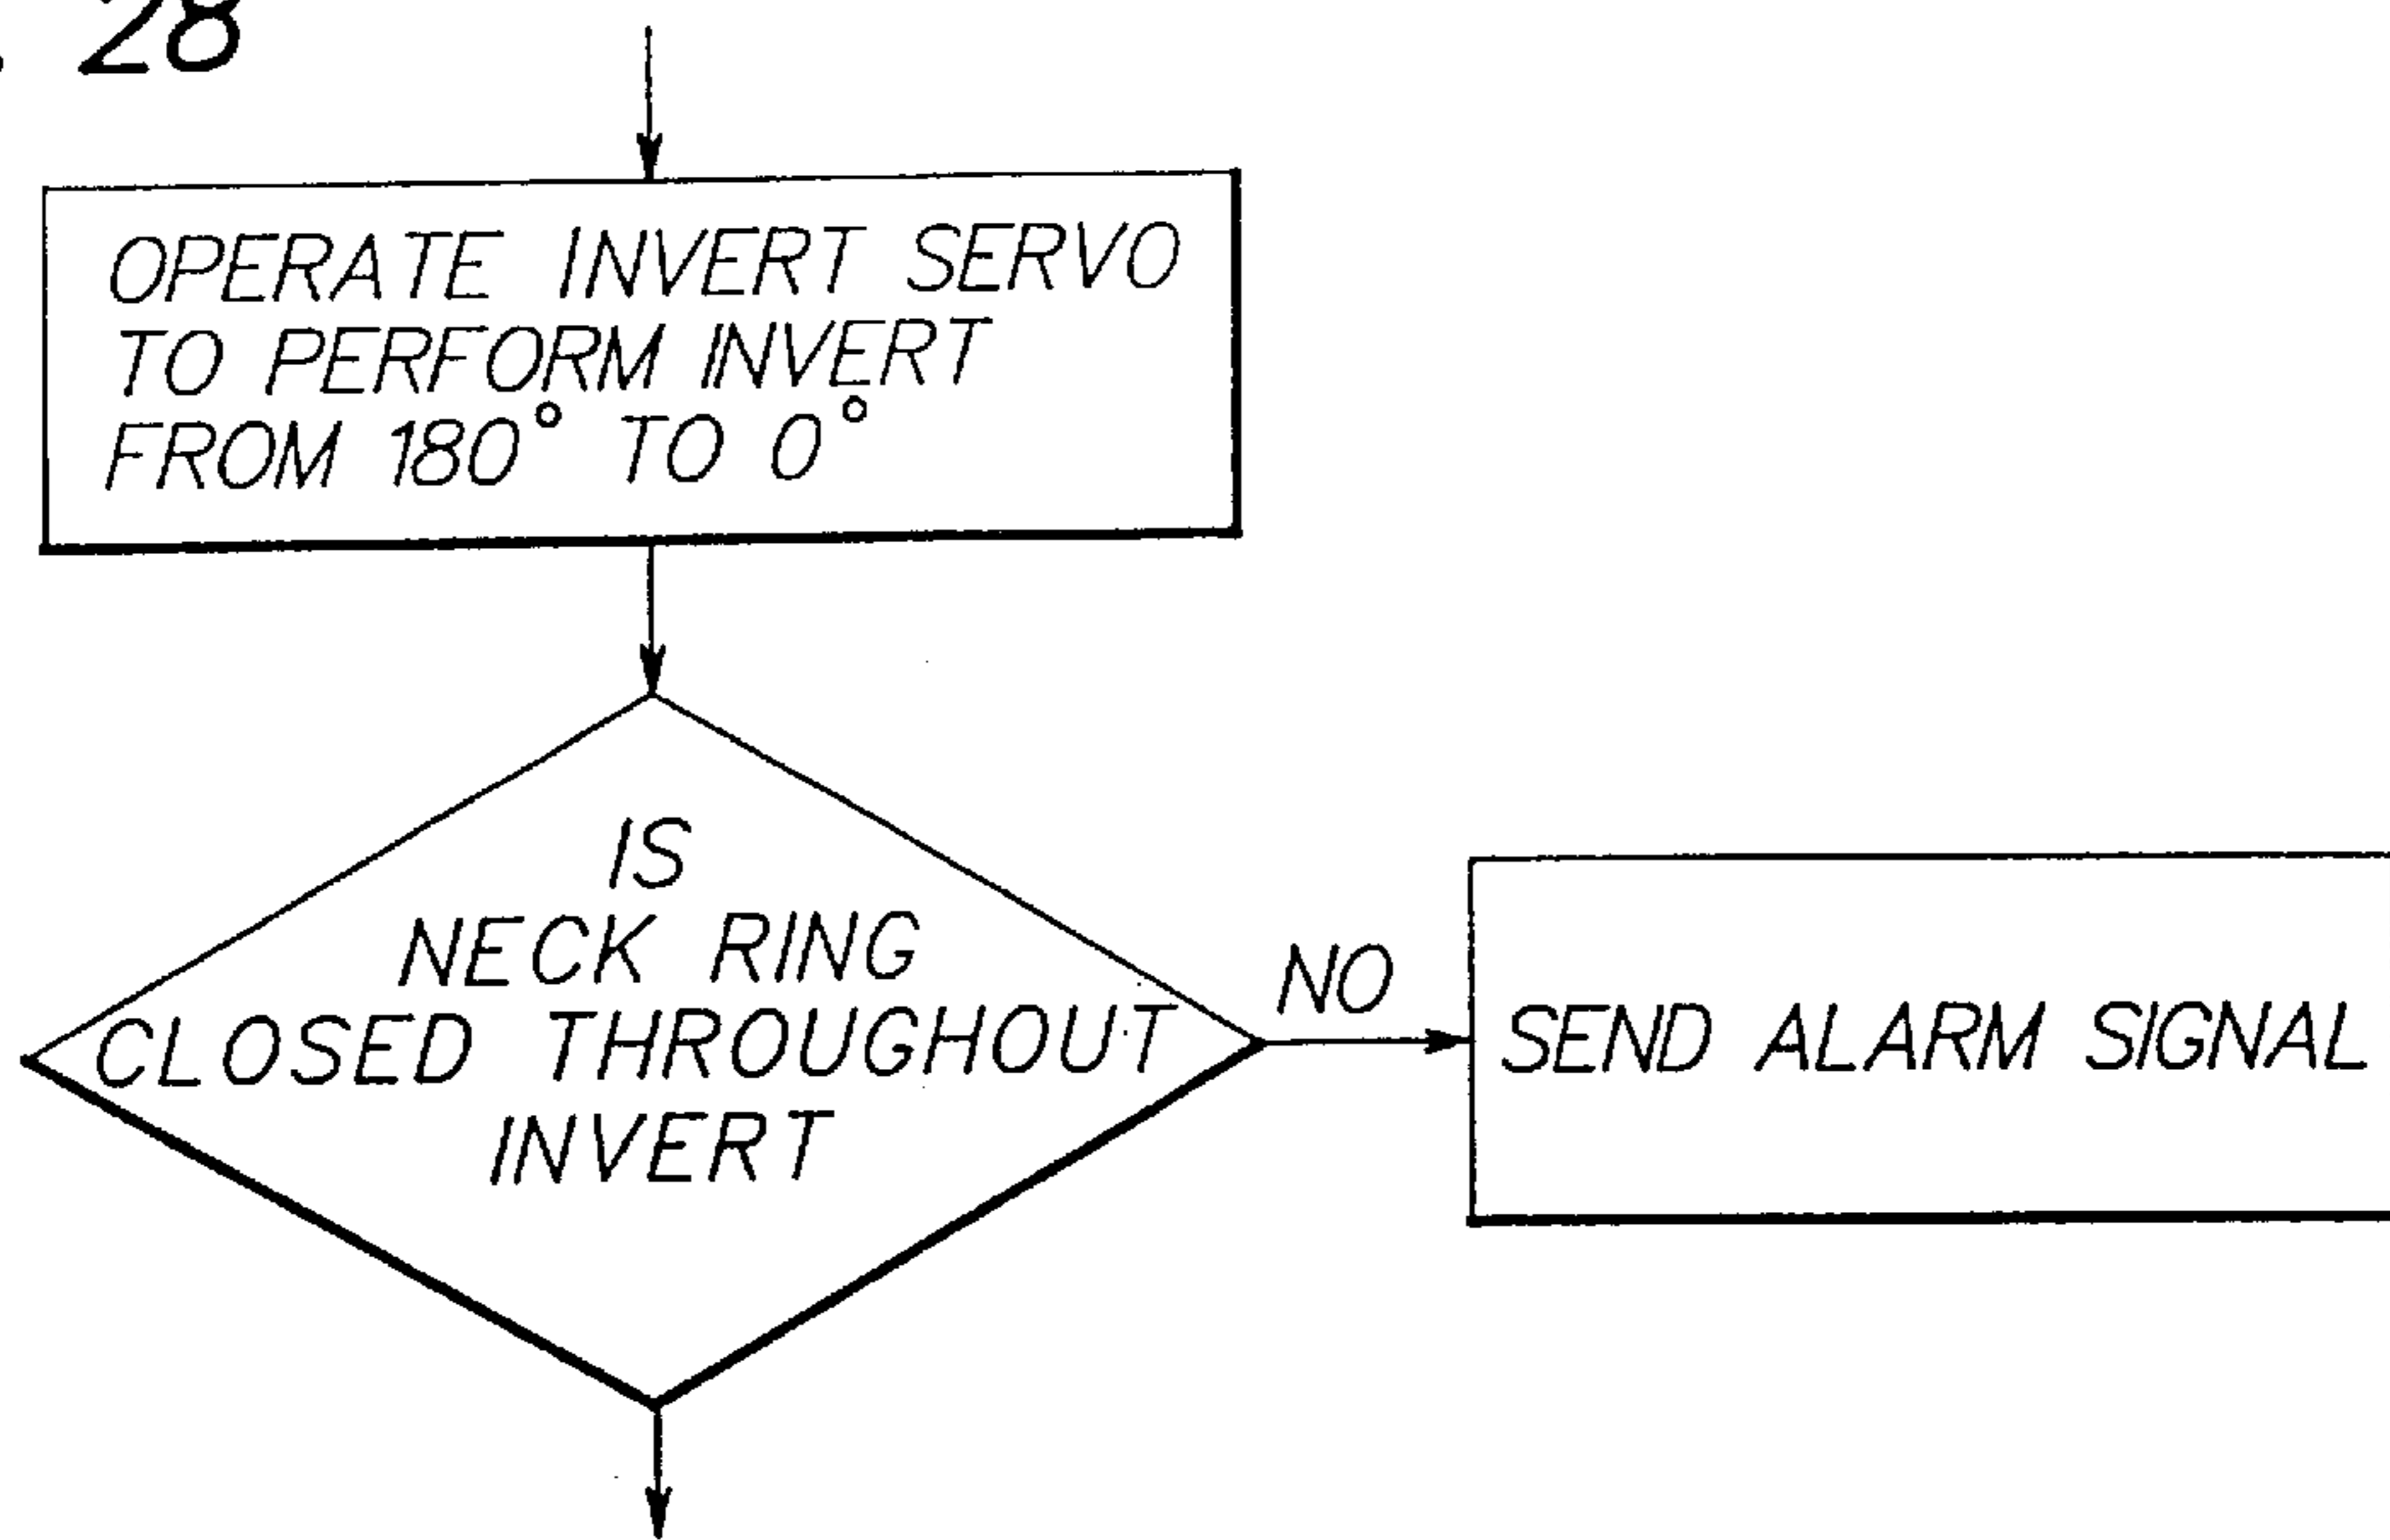 28
OPERATE INVERT SERVO
TO PERFORM INVERT
FROM 180° TO 0°
IS
NECK RING
CLOSED THROUGHOUT
INVERT
NO
SEND ALARM SIGNAL